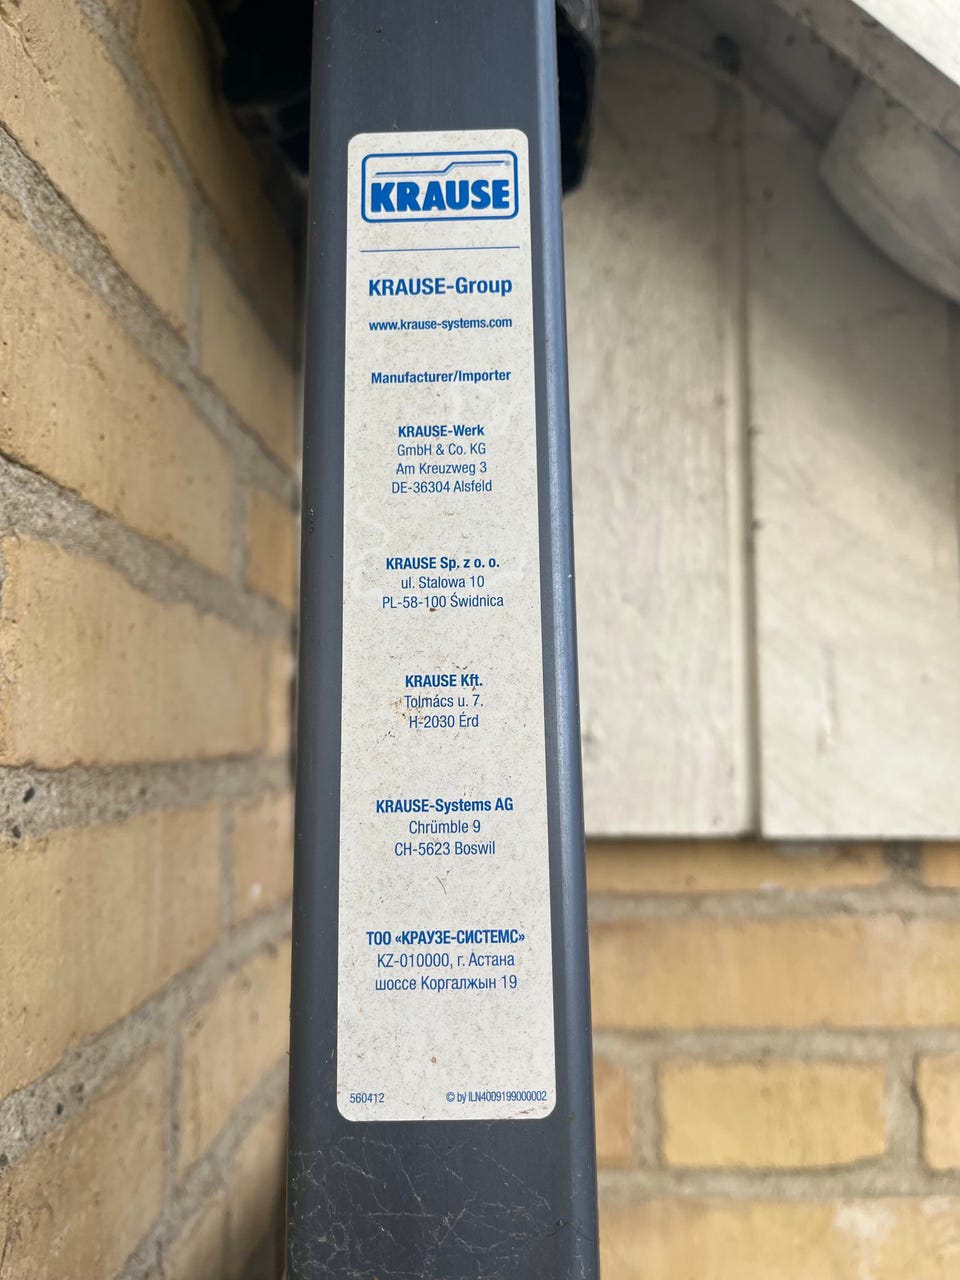 KRAUSE
KRAUSE-Group
www.krause-systems.com
Manufacturer/Importer
KRAUSE-Werk
GmbH & Co. KG
Am Kreuzweg 3
DE-36304 Alsfeld
KRAUSE Sp. z o. o.
ul. Stalowa 10
PL-58-100 Świdnica
KRAUSE Kft.
Tolmács u. 7.
H-2030 Érd
KRAUSE-Systems AG
Chrümble 9
CH-5623 Boswil
ТОО «КРАУЗЕ-СИСТЕМС»
KZ-010000, г. Астана
шоссе Коргалжын 19
560412 © by ILN4009199000002